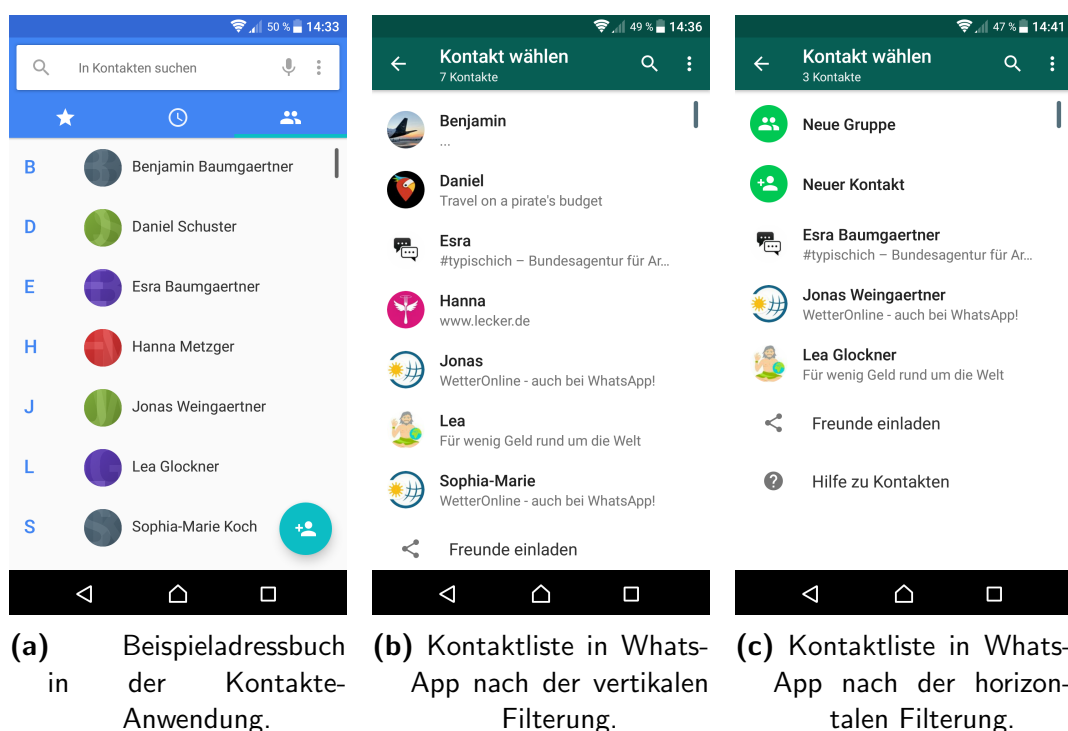 50 % 14:33
In Kontakten suchen
B Benjamin Baumgaertner
D Daniel Schuster
E Esra Baumgaertner
H Hanna Metzger
J Jonas Weingaertner
L Lea Glockner
S Sophia-Marie Koch
(a) Beispieladressbuch
in der Kontakte-
Anwendung.
49 % 14:36
Kontakt wählen
7 Kontakte
Benjamin
...
Daniel
Travel on a pirate's budget
Esra
#typischich – Bundesagentur für Ar...
Hanna
www.lecker.de
Jonas
WetterOnline - auch bei WhatsApp!
Lea
Für wenig Geld rund um die Welt
Sophia-Marie
WetterOnline - auch bei WhatsApp!
Freunde einladen
(b) Kontaktliste in Whats-
App nach der vertikalen
Filterung.
47 % 14:41
Kontakt wählen
3 Kontakte
Neue Gruppe
Neuer Kontakt
Esra Baumgaertner
#typischich – Bundesagentur für Ar...
Jonas Weingaertner
WetterOnline - auch bei WhatsApp!
Lea Glockner
Für wenig Geld rund um die Welt
Freunde einladen
Hilfe zu Kontakten
(c) Kontaktliste in Whats-
App nach der horizon-
talen Filterung.